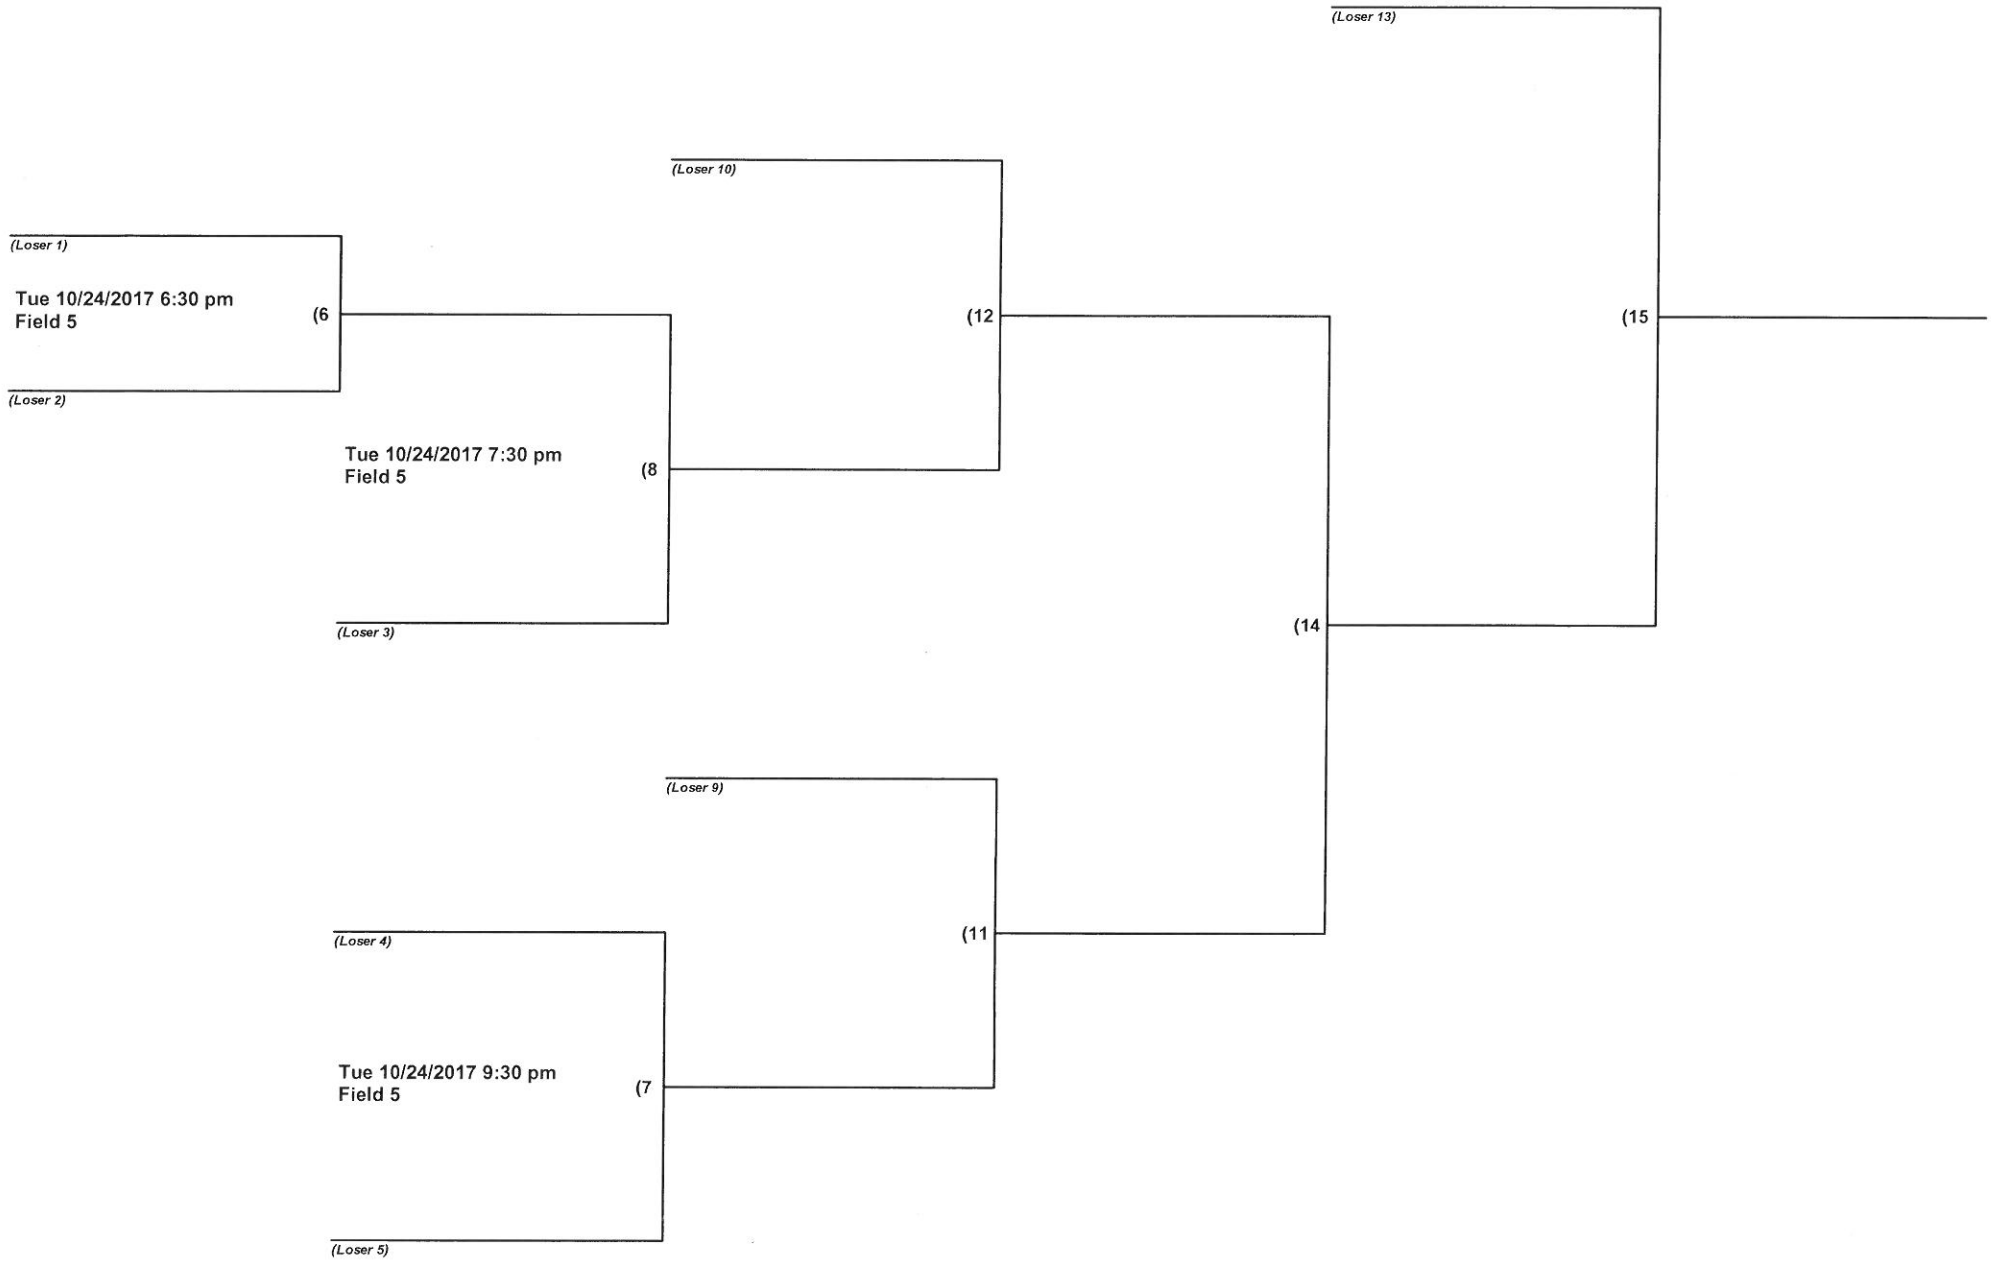 (Loser 13)
(Loser 10)
(Loser 1)
Tue 10/24/2017 6:30 pm
Field 5
(6
(12
(15
(Loser 2)
Tue 10/24/2017 7:30 pm
Field 5
(8
(Loser 3)
(14
(Loser 9)
(Loser 4)
(11
Tue 10/24/2017 9:30 pm
Field 5
(7
(Loser 5)